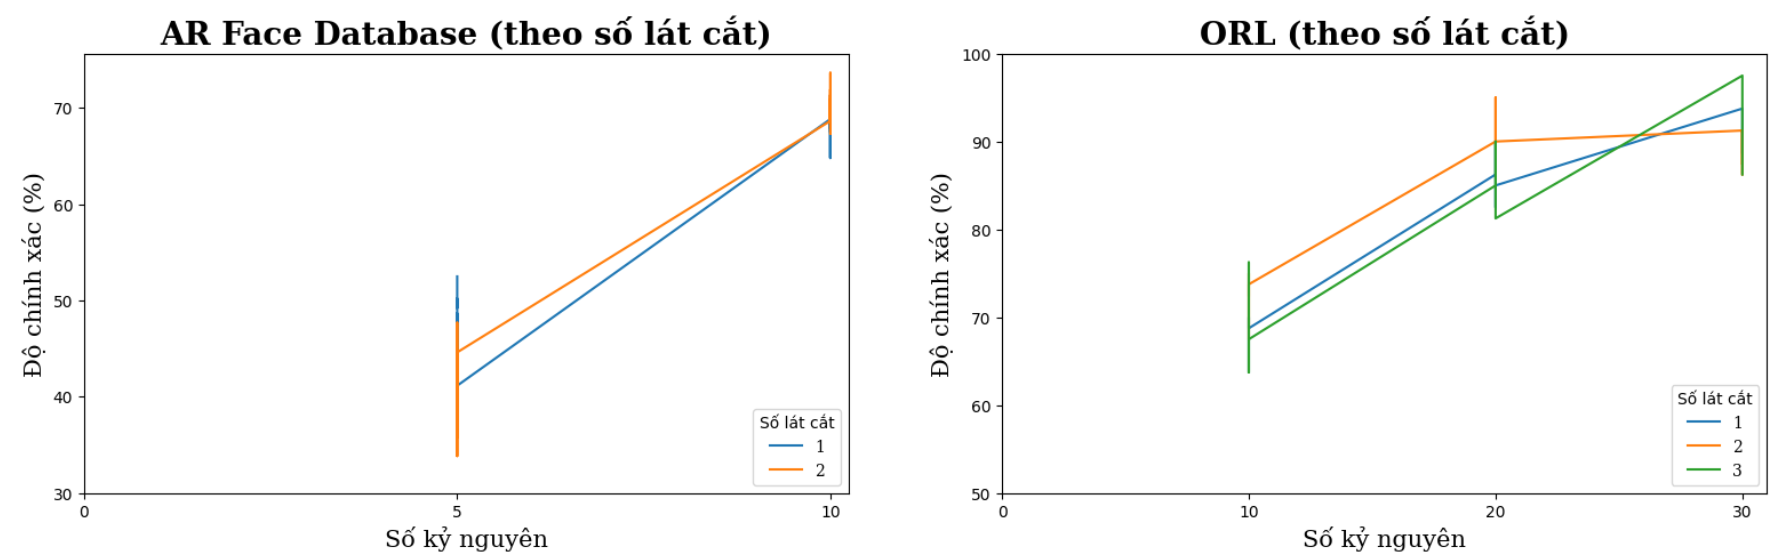 AR Face Database (theo số lát cắt)
Độ chính xác (%)
70
60
50
40
30
0
5
10
Số kỷ nguyên
Số lát cắt
1
2
ORL (theo số lát cắt)
Độ chính xác (%)
100
90
80
70
60
50
0
10
20
30
Số kỷ nguyên
Số lát cắt
1
2
3